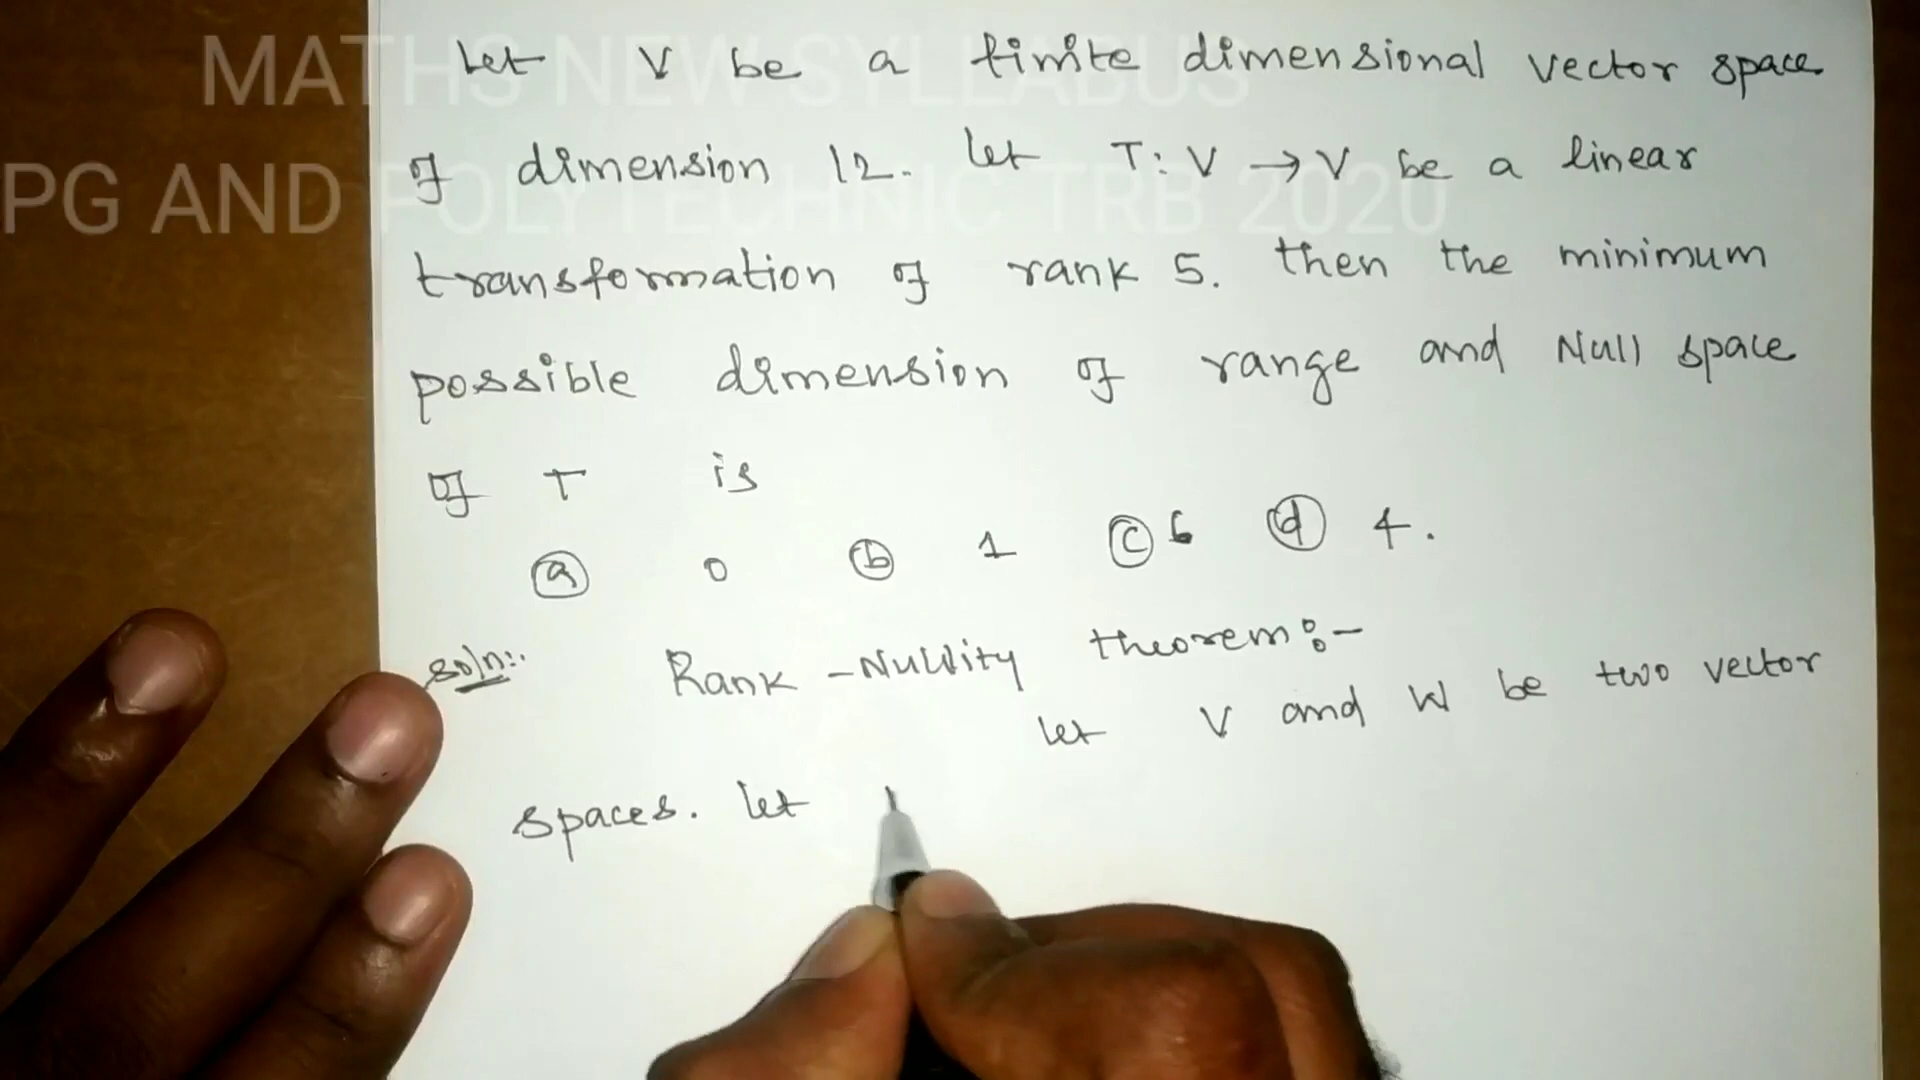 MATHS NEW SYLLABUS
PG AND POLYTECHNIC TRB 2020
Let V be a finite dimensional vector space
of dimension 12. Let T: V → V be a linear
transformation of rank 5. then the minimum
possible dimension of range and Null space
of T is
(a) 0 (b) 1 (c) 6 (d) 4.
Soln:. Rank - Nullity theorem :-
Let V and W be two vector
spaces. Let